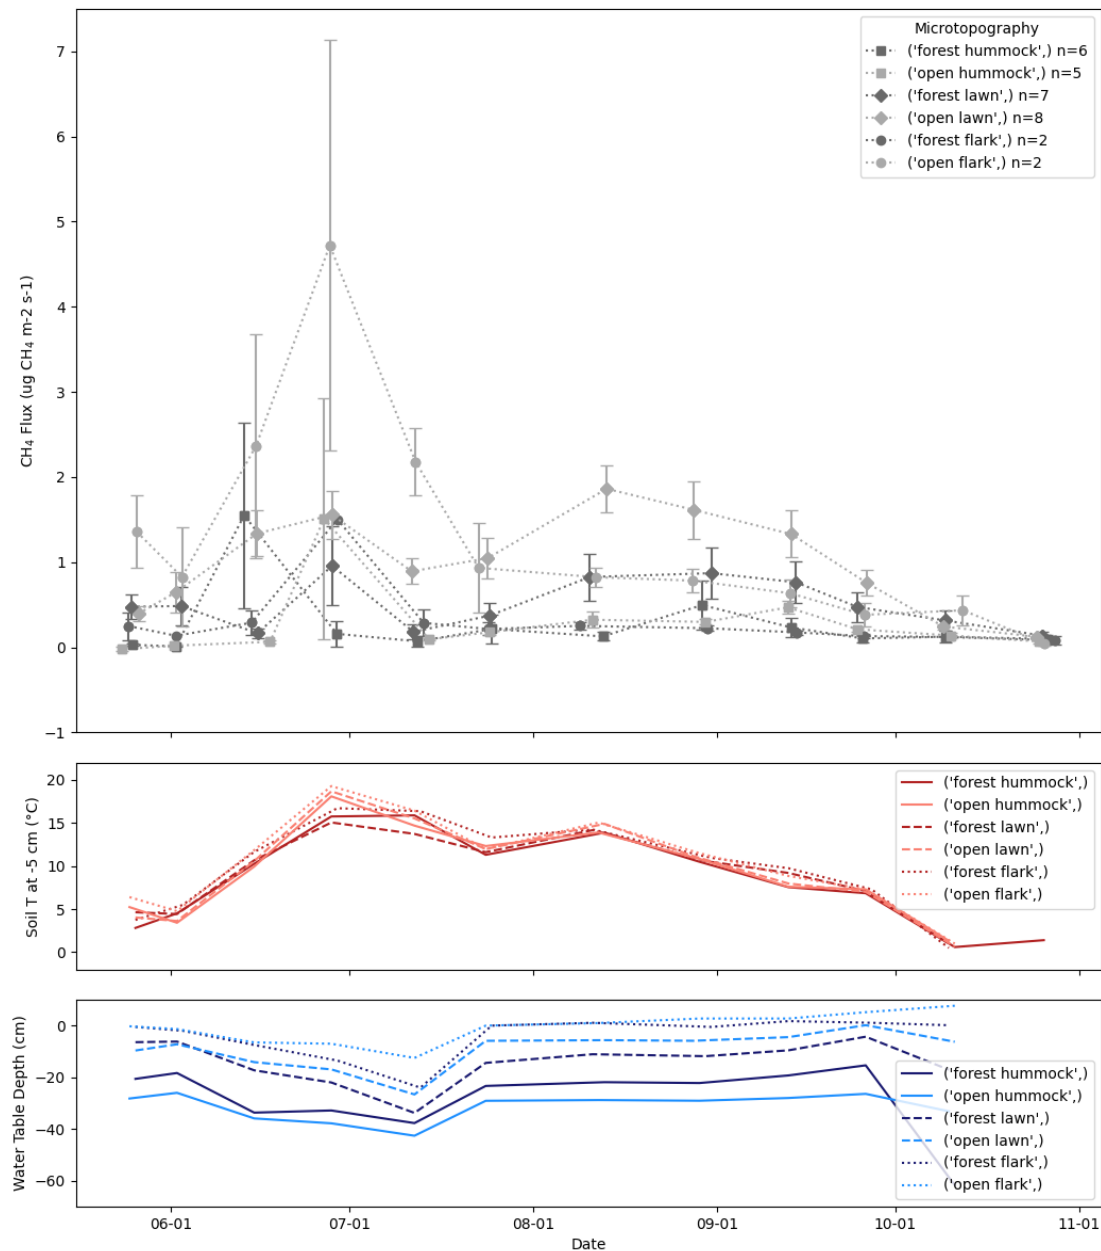 Microtopography
('forest hummock',) n=6
('open hummock',) n=5
('forest lawn',) n=7
('open lawn',) n=8
('forest flark',) n=2
('open flark',) n=2
CH₄ Flux (ug CH₄ m-2 s-1)
7
6
5
4
3
2
1
0
−1
Soil T at -5 cm (°C)
20
15
10
5
0
('forest hummock',)
('open hummock',)
('forest lawn',)
('open lawn',)
('forest flark',)
('open flark',)
Water Table Depth (cm)
0
−20
−40
−60
('forest hummock',)
('open hummock',)
('forest lawn',)
('open lawn',)
('forest flark',)
('open flark',)
06-01 07-01 08-01 09-01 10-01 11-01
Date